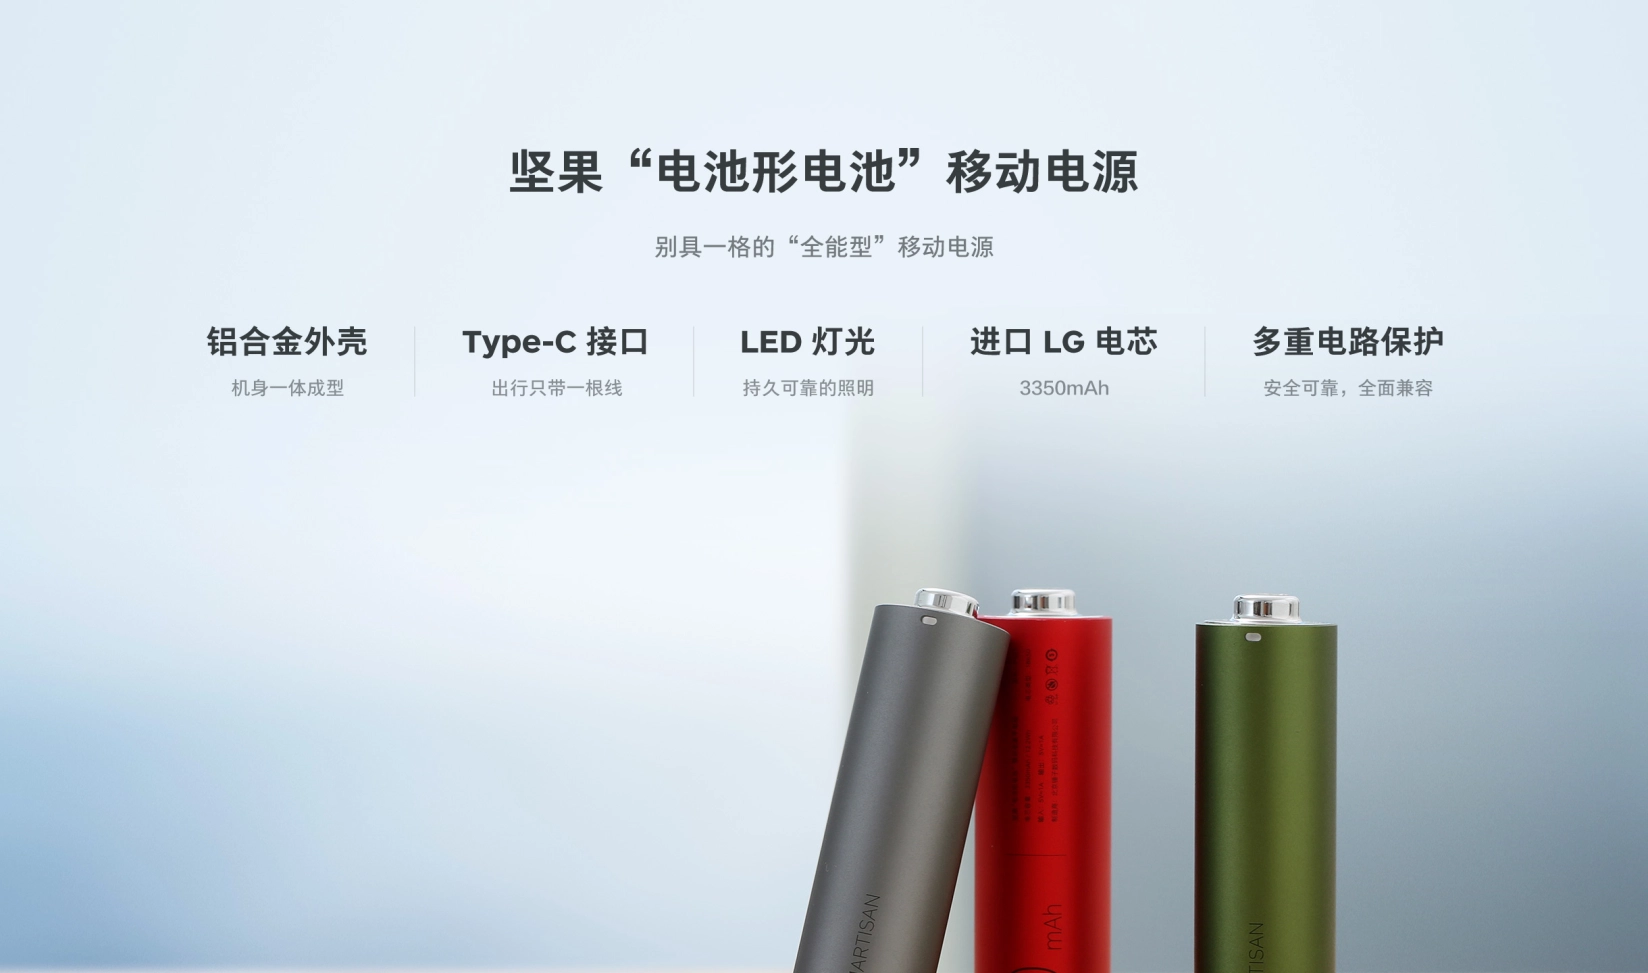 坚果“电池形电池”移动电源
别具一格的“全能型”移动电源
铝合金外壳
机身一体成型
Type-C 接口
出行只带一根线
LED 灯光
持久可靠的照明
进口 LG 电芯
3350mAh
多重电路保护
安全可靠，全面兼容
mAh